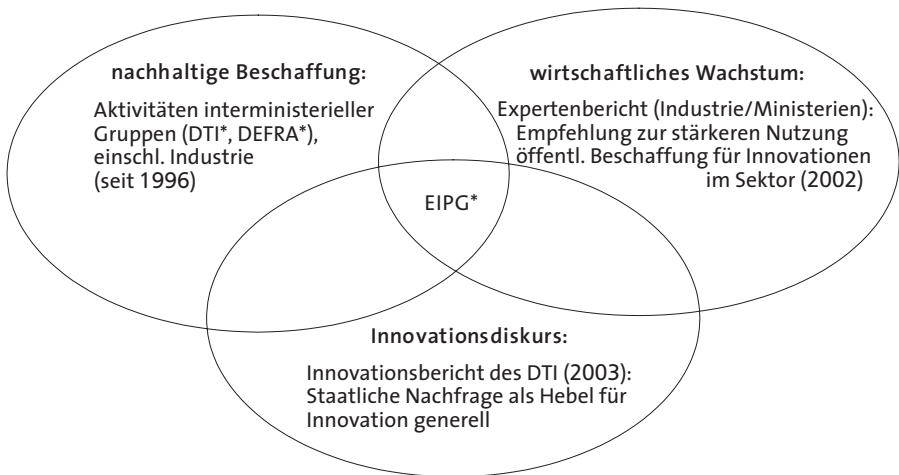 nachhaltige Beschaffung:
Aktivitäten interministerieller
Gruppen (DTI*, DEFRA*),
einschl. Industrie
(seit 1996)
wirtschaftliches Wachstum:
Expertenbericht (Industrie/Ministerien):
Empfehlung zur stärkeren Nutzung
öffentl. Beschaffung für Innovationen
im Sektor (2002)
EIPG*
Innovationsdiskurs:
Innovationsbericht des DTI (2003):
Staatliche Nachfrage als Hebel für
Innovation generell